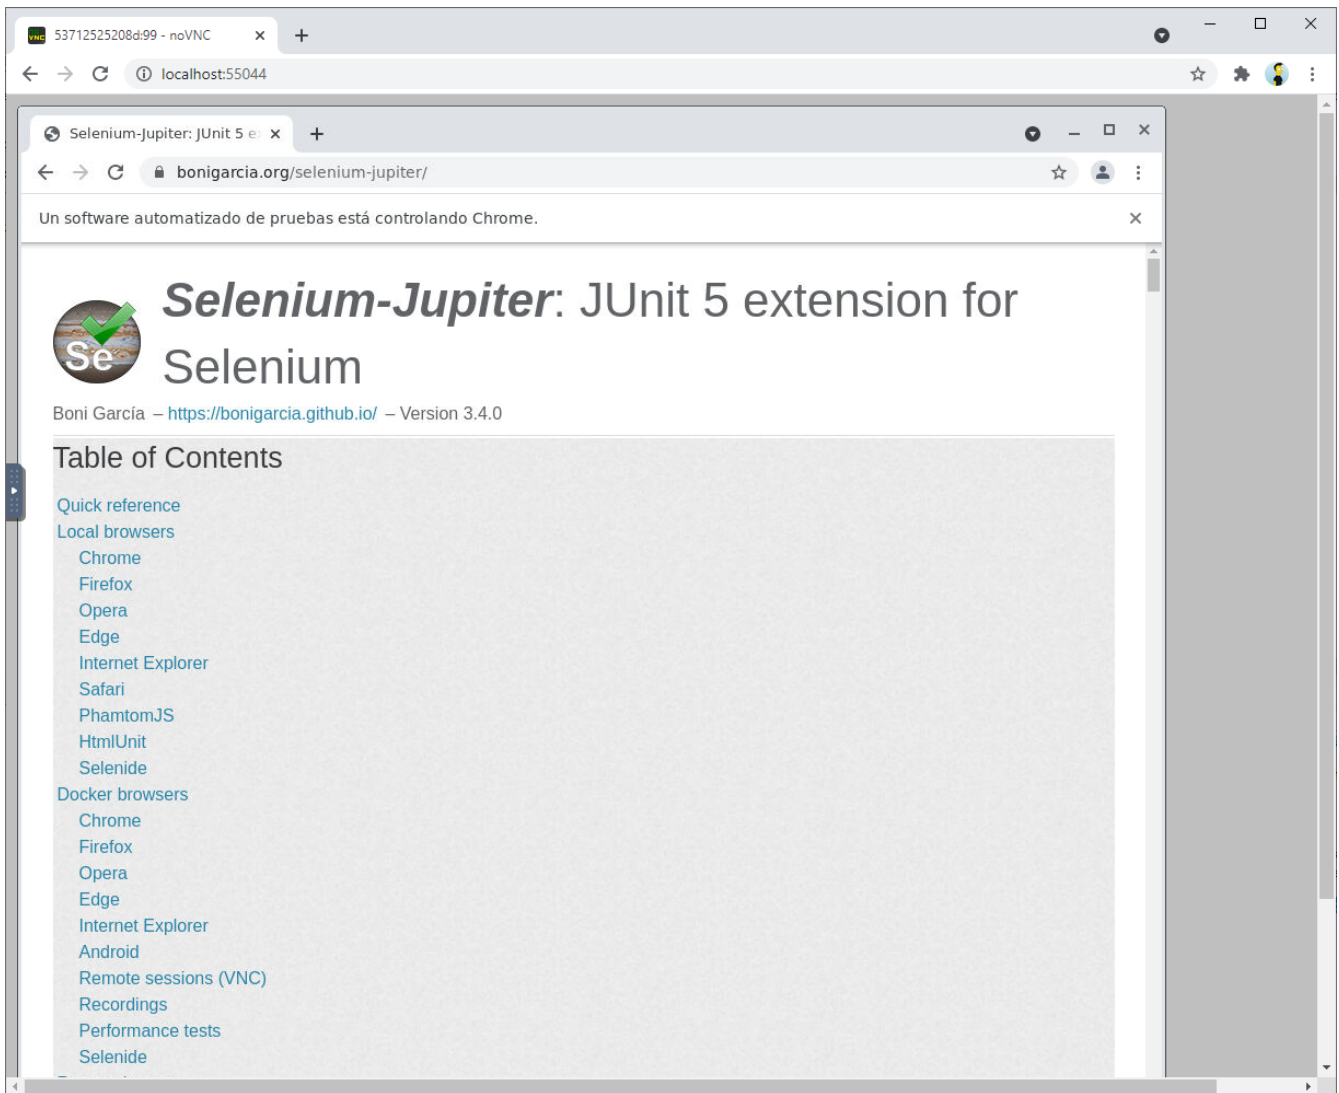 53712525208d:99 - noVNC
localhost:55044
Selenium-Jupiter: JUnit 5 e
bonigarcia.org/selenium-jupiter/
Un software automatizado de pruebas está controlando Chrome.
Se
Selenium-Jupiter: JUnit 5 extension for
Selenium
Boni García – https://bonigarcia.github.io/ – Version 3.4.0
Table of Contents
Quick reference
Local browsers
Chrome
Firefox
Opera
Edge
Internet Explorer
Safari
PhamtomJS
HtmlUnit
Selenide
Docker browsers
Chrome
Firefox
Opera
Edge
Internet Explorer
Android
Remote sessions (VNC)
Recordings
Performance tests
Selenide